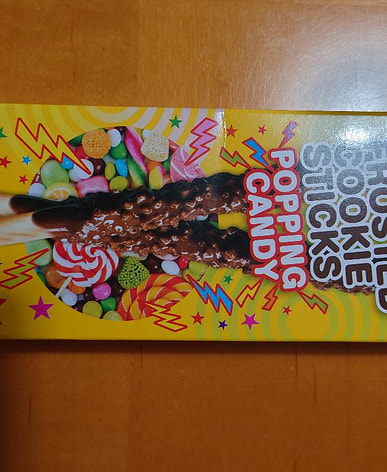 FROSTED
COOKIE
STICKS
POPPING
CANDY